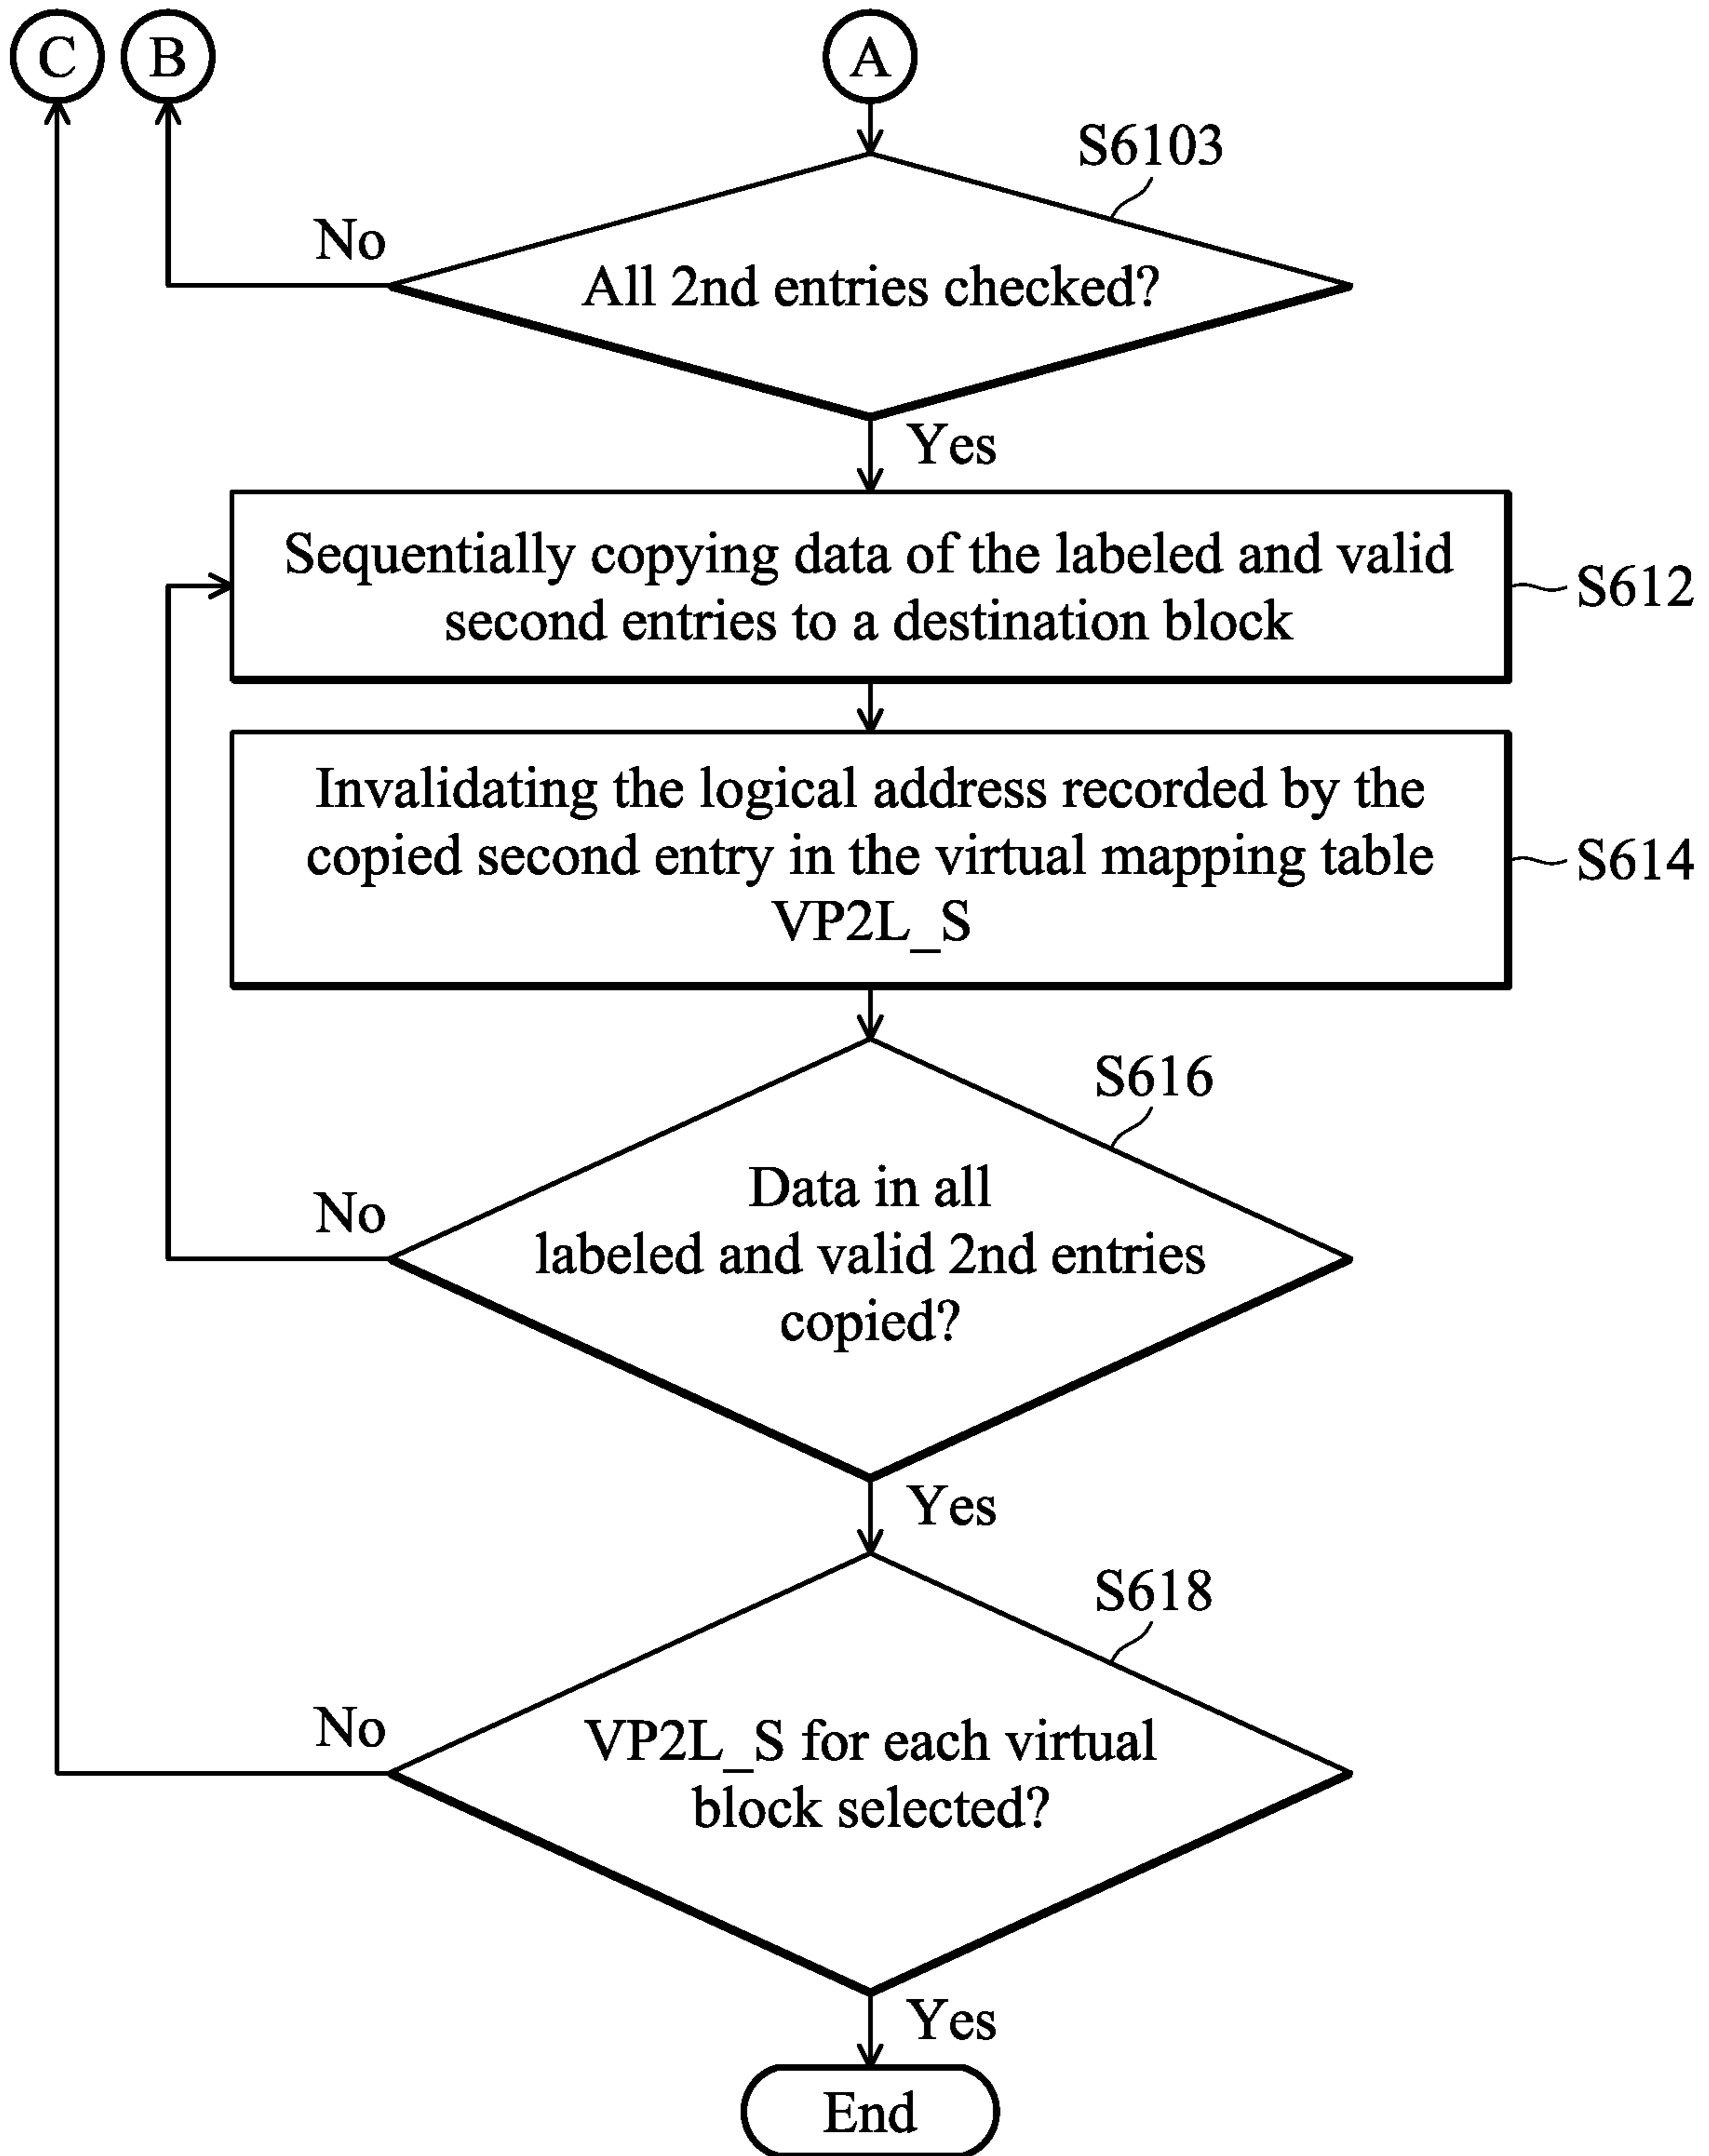 C
B
A
S6103
No
All 2nd entries checked?
Yes
Sequentially copying data of the labeled and valid
second entries to a destination block
S612
Invalidating the logical address recorded by the
copied second entry in the virtual mapping table
VP2L_S
S614
S616
No
Data in all
labeled and valid 2nd entries
copied?
Yes
S618
No
VP2L_S for each virtual
block selected?
Yes
End